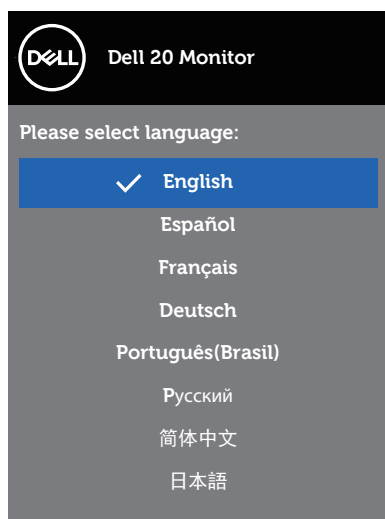 DELL
Dell 20 Monitor
Please select language:
English
Español
Français
Deutsch
Português(Brasil)
Русский
简体中文
日本語